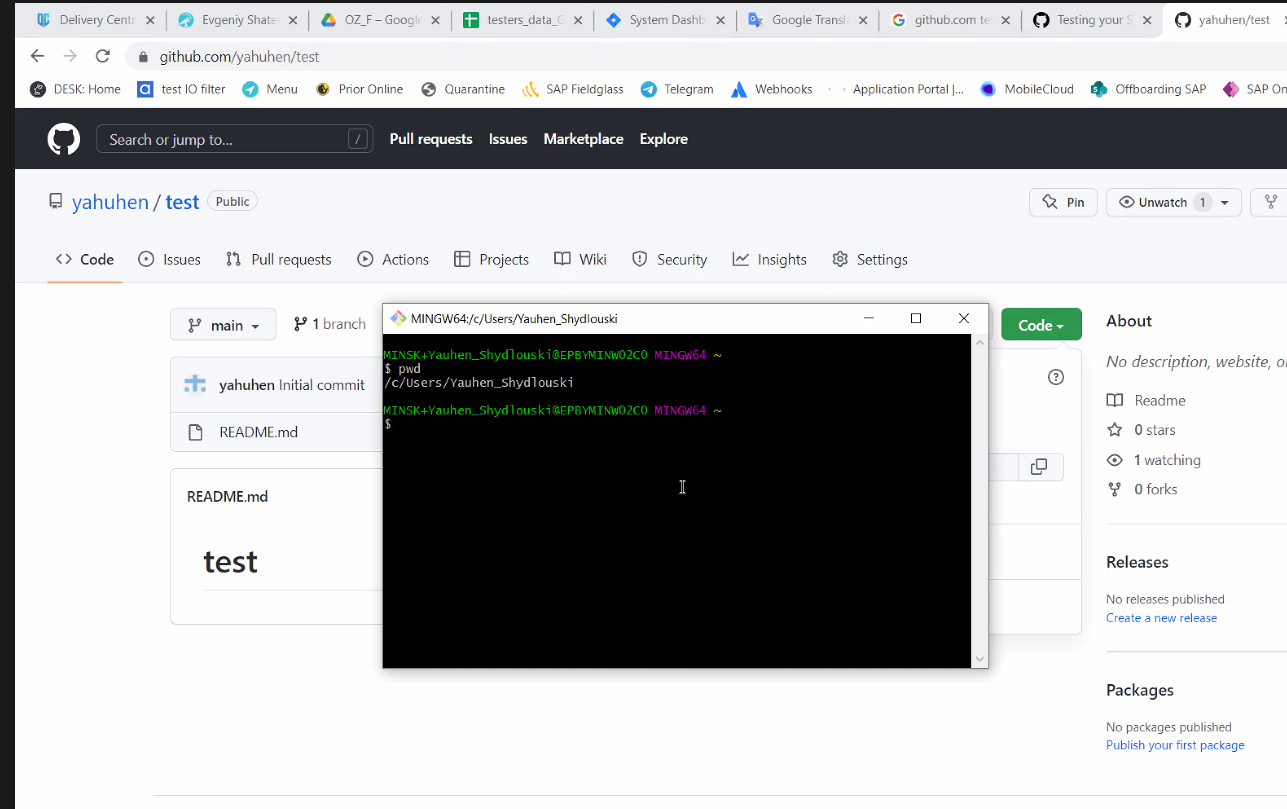 Delivery Centr
Evgeniy Shate
OZ_F – Google
testers_data_G
System Dashb
Google Transl
github.com te
Testing your S
yahuhen/test
github.com/yahuhen/test
DESK: Home
test IO filter
Menu
Prior Online
Quarantine
SAP Fieldglass
Telegram
Webhooks
Application Portal |...
MobileCloud
Offboarding SAP
SAP On
Search or jump to...
/
Pull requests
Issues
Marketplace
Explore
yahuhen / test
Public
Pin
Unwatch 1
Code
Issues
Pull requests
Actions
Projects
Wiki
Security
Insights
Settings
main
1 branch
Code
yahuhen Initial commit
README.md
README.md
test
MINGW64:/c/Users/Yauhen_Shydlouski
MINSK+Yauhen_Shydlouski@EPBYMINW02C0 MINGW64 ~
$ pwd
/c/Users/Yauhen_Shydlouski
MINSK+Yauhen_Shydlouski@EPBYMINW02C0 MINGW64 ~
$
About
No description, website, o
Readme
0 stars
1 watching
0 forks
Releases
No releases published
Create a new release
Packages
No packages published
Publish your first package